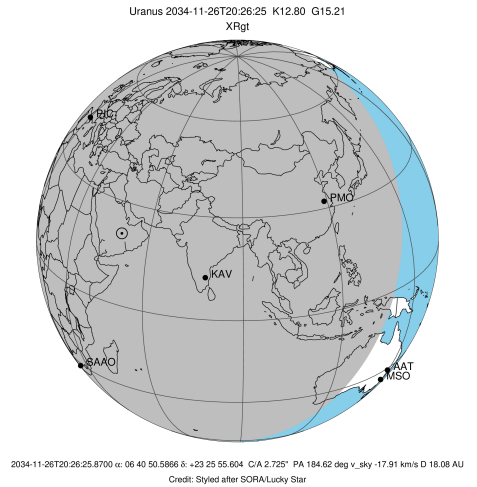 Uranus 2034-11-26T20:26:25 K12.80 G15.21
XRgt
PIC
PMO
KAV
SAAO
AAT
MSO
2034-11-26T20:26:25.8700 α: 06 40 50.5866 δ: +23 25 55.604 C/A 2.725" PA 184.62 deg v_sky -17.91 km/s D 18.08 AU
Credit: Styled after SORA/Lucky Star